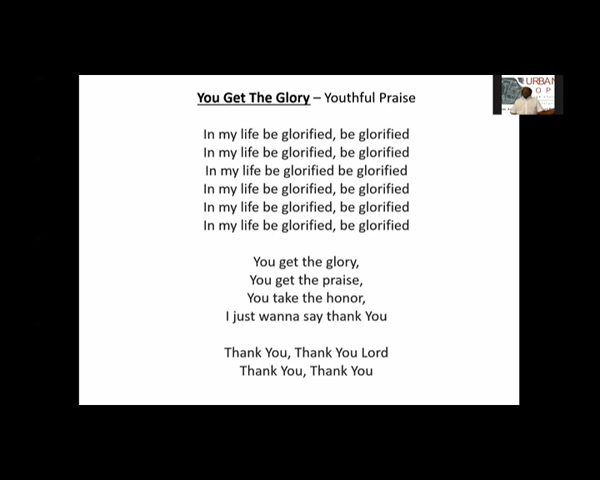 You Get The Glory – Youthful Praise
In my life be glorified, be glorified
In my life be glorified, be glorified
In my life be glorified be glorified
In my life be glorified, be glorified
In my life be glorified, be glorified
In my life be glorified, be glorified
You get the glory,
You get the praise,
You take the honor,
I just wanna say thank You
Thank You, Thank You Lord
Thank You, Thank You
URBAN
O P